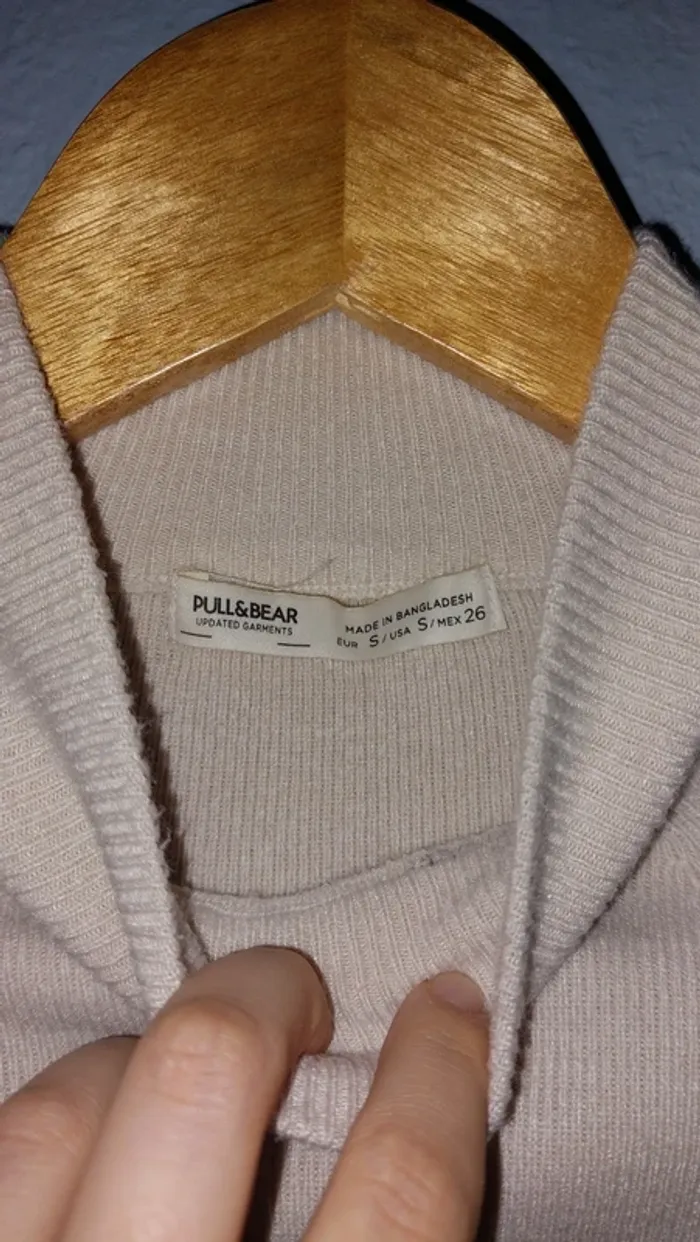 PULL&BEAR
UPDATED GARMENTS
MADE IN BANGLADESH
EUR S / USA S / MEX 26